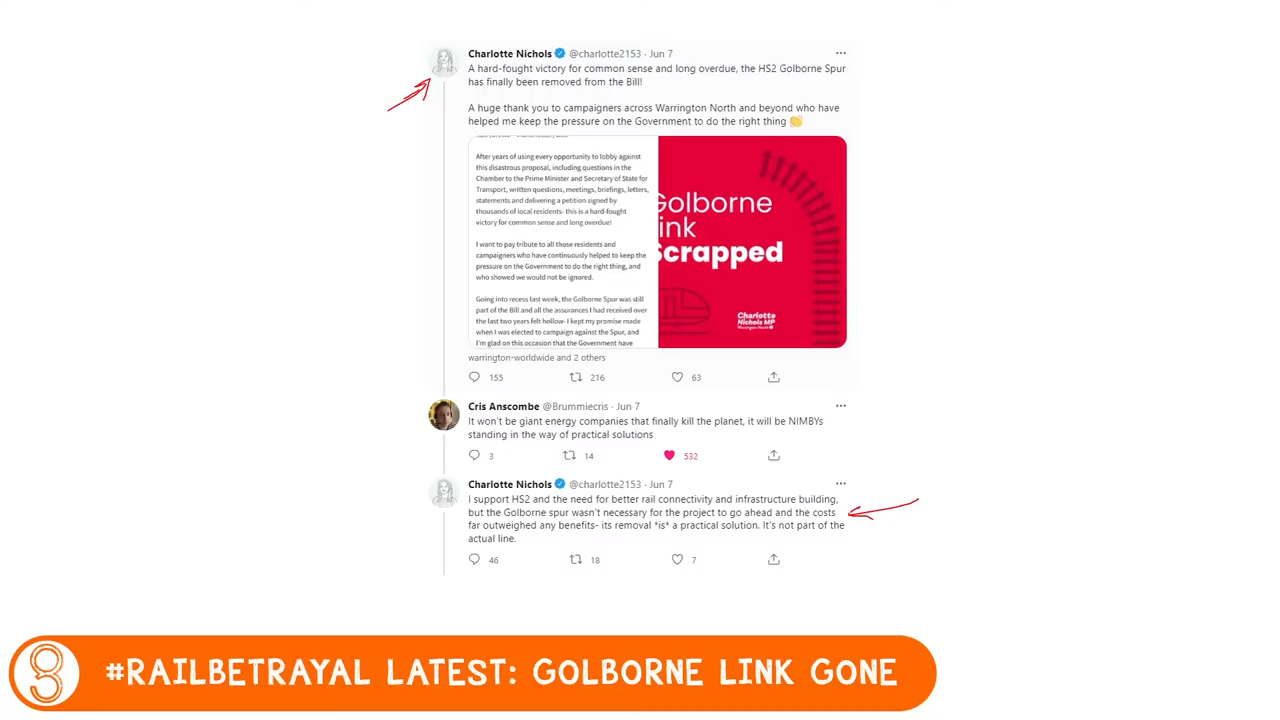 Charlotte Nichols @charlotte2153 · Jun 7
A hard-fought victory for common sense and long overdue, the HS2 Golborne Spur
has finally been removed from the Bill!
A huge thank you to campaigners across Warrington North and beyond who have
helped me keep the pressure on the Government to do the right thing 👏
After years of using every opportunity to lobby against
this disastrous proposal, including questions in the
Chamber to the Prime Minister and Secretary of State for
Transport, written questions, meetings, briefings, letters,
statements and delivering a petition signed by
thousands of local residents- this is a hard-fought
victory for common sense and long overdue!
I want to pay tribute to all those residents and
campaigners who have continuously helped to keep the
pressure on the Government to do the right thing, and
who showed we would not be ignored.
Going into recess last week, the Golborne Spur was still
part of the Bill and all the assurances I had received over
the last two years felt hollow- I kept my promise made
when I was elected to campaign against the Spur, and
I'm glad on this occasion that the Government have
Golborne
Link
Scrapped
Charlotte
Nichols MP
Warrington North
warrington-worldwide and 2 others
155 216 63
Cris Anscombe @Brummiecris · Jun 7
It won't be giant energy companies that finally kill the planet, it will be NIMBYs
standing in the way of practical solutions
3 14 532
Charlotte Nichols @charlotte2153 · Jun 7
I support HS2 and the need for better rail connectivity and infrastructure building,
but the Golborne spur wasn't necessary for the project to go ahead and the costs
far outweighed any benefits- its removal *is* a practical solution. It's not part of the
actual line.
46 18 7
#RAILBETRAYAL LATEST: GOLBORNE LINK GONE